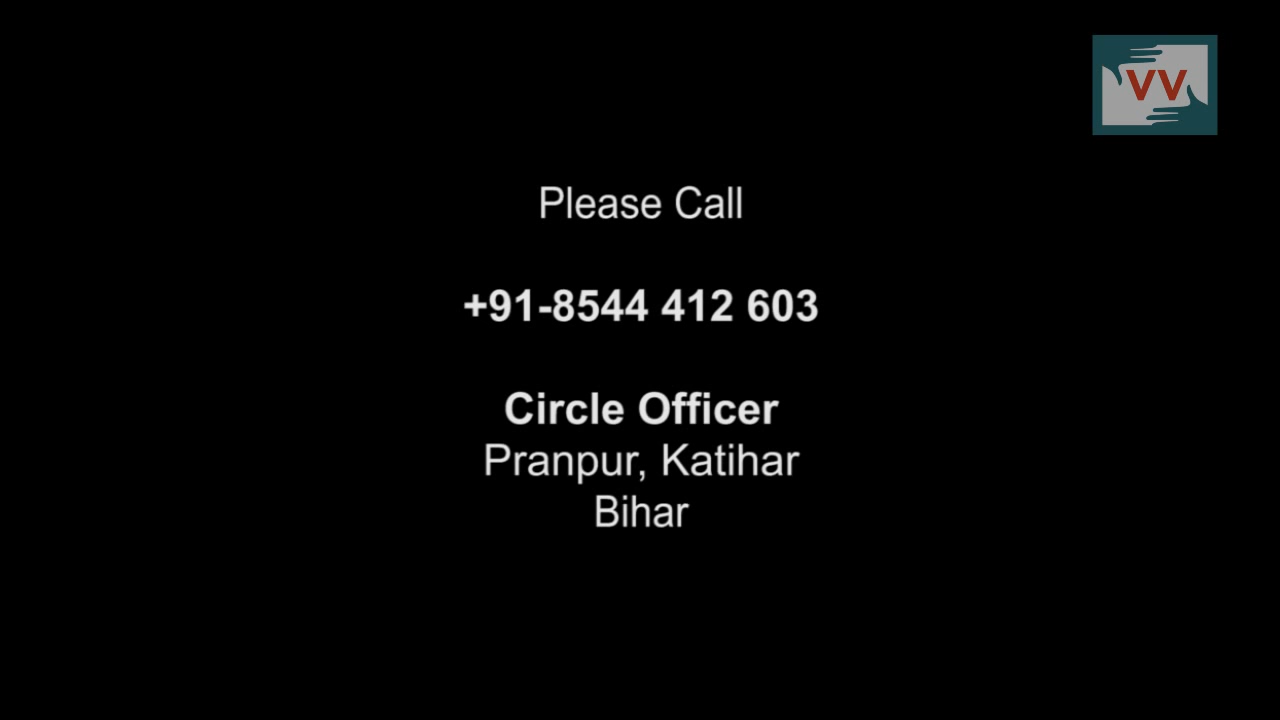 VV
Please Call
+91-8544 412 603
Circle Officer
Pranpur, Katihar
Bihar